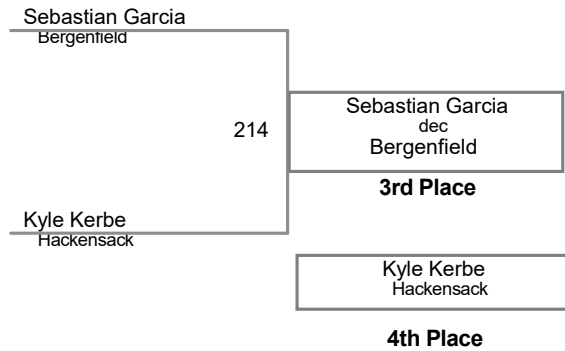 Sebastian Garcia
Bergenfield
214
Sebastian Garcia
dec
Bergenfield
3rd Place
Kyle Kerbe
Hackensack
Kyle Kerbe
Hackensack
4th Place